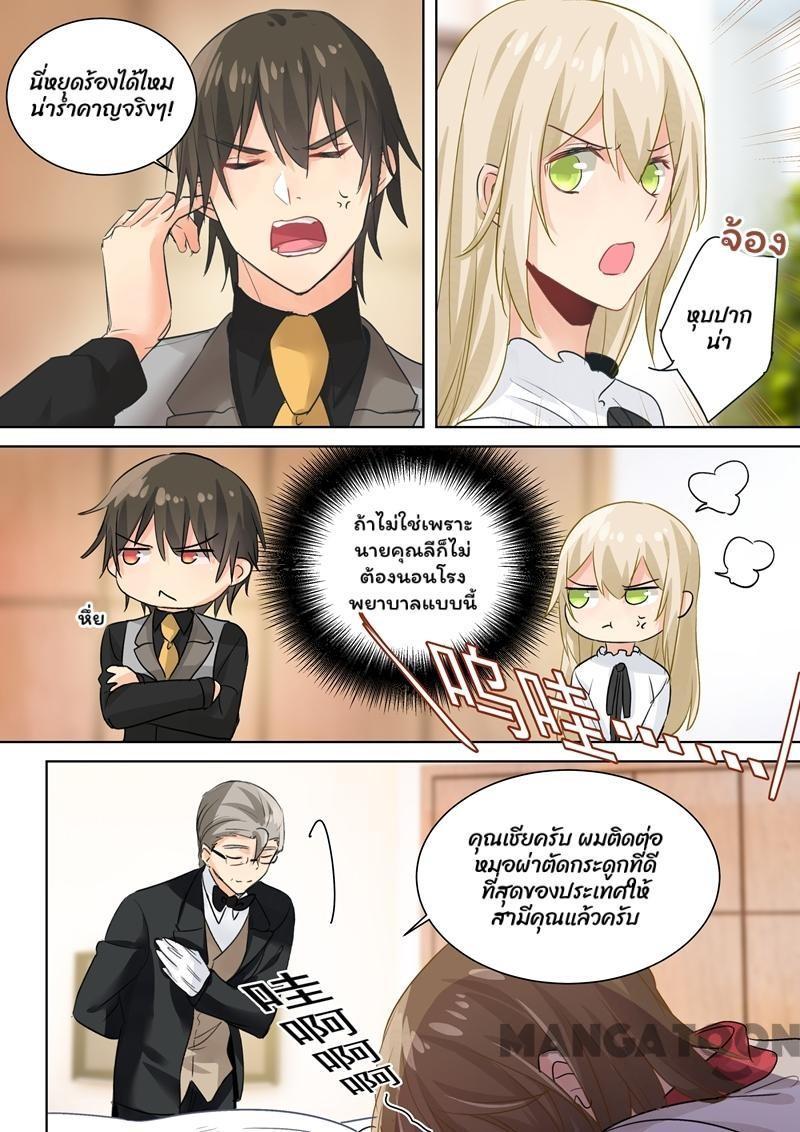 นี่หยุดร้องได้ไหม
น่ารำคาญจริงๆ!
จ้อง
หุบปาก
น่า
ถ้าไม่ใช่เพราะ
นายคุณลีก็ไม่
ต้องนอนโรง
พยาบาลแบบนี้
หึ่ย
呜哇……
คุณเชียครับ ผมติดต่อ
หมอผ่าตัดกระดูกที่ดี
ที่สุดของประเทศให้
สามีคุณแล้วครับ
哇
啊
啊
啊
MANGATOON